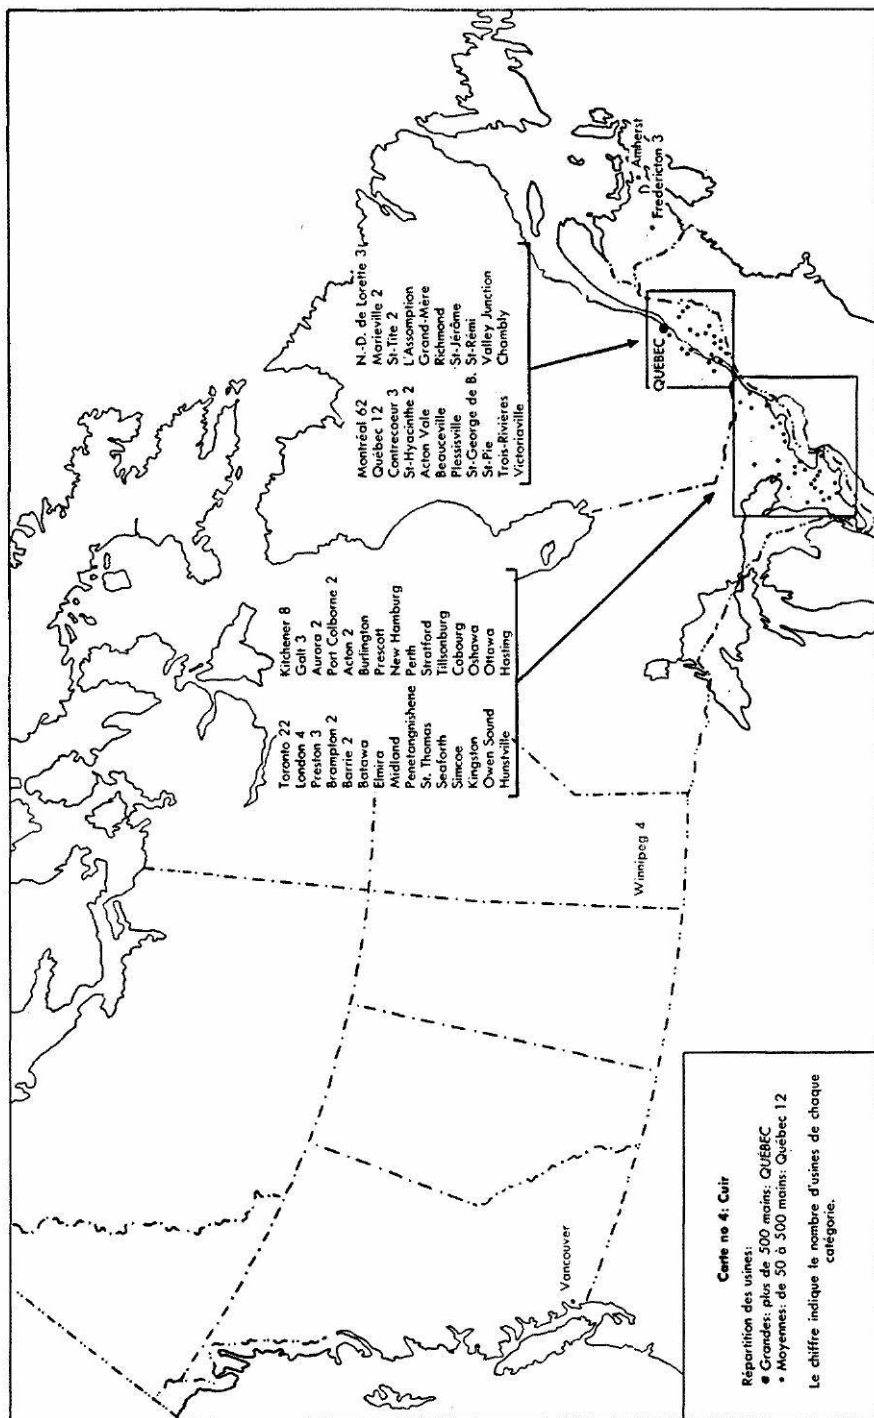 Carte no 4: Cuir
Répartition des usines:
● Grandes: plus de 500 mains: QUÉBEC
• Moyennes: de 50 à 500 mains: Québec 12
Le chiffre indique le nombre d'usines de chaque
catégorie.
Vancouver
Winnipeg 4
Toronto 22
London 4
Preston 3
Brampton 2
Barrie 2
Batawa
Elmira
Midland
Penetangnishene
St. Thomas
Seaforth
Simcoe
Kingston
Owen Sound
Hunstville
Kitchener 8
Galt 3
Aurora 2
Port Colborne 2
Acton 2
Burlington
Prescott
New Hamburg
Perth
Stratford
Tillsonburg
Cobourg
Oshawa
Ottawa
Hasting
Montréal 62
Québec 12
Contrecoeur 3
St-Hyacinthe 2
Acton Vale
Beauceville
Plessisville
St-George de B.
St-Pie
Trois-Rivières
Victoriaville
N.-D. de Lorette 3
Marieville 2
St-Tite 2
L'Assomption
Grand-Mère
Richmond
St-Jérôme
St-Rémi
Valley Junction
Chambly
QUÉBEC
Amherst
Fredericton 3